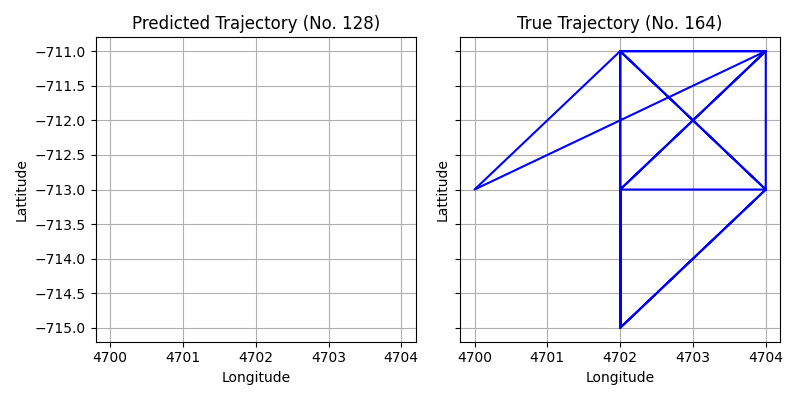 Predicted Trajectory (No. 128)
True Trajectory (No. 164)
−711.0
−711.5
−712.0
−712.5
−713.0
−713.5
−714.0
−714.5
−715.0
Lattitude
Lattitude
4700 4701 4702 4703 4704
4700 4701 4702 4703 4704
Longitude
Longitude